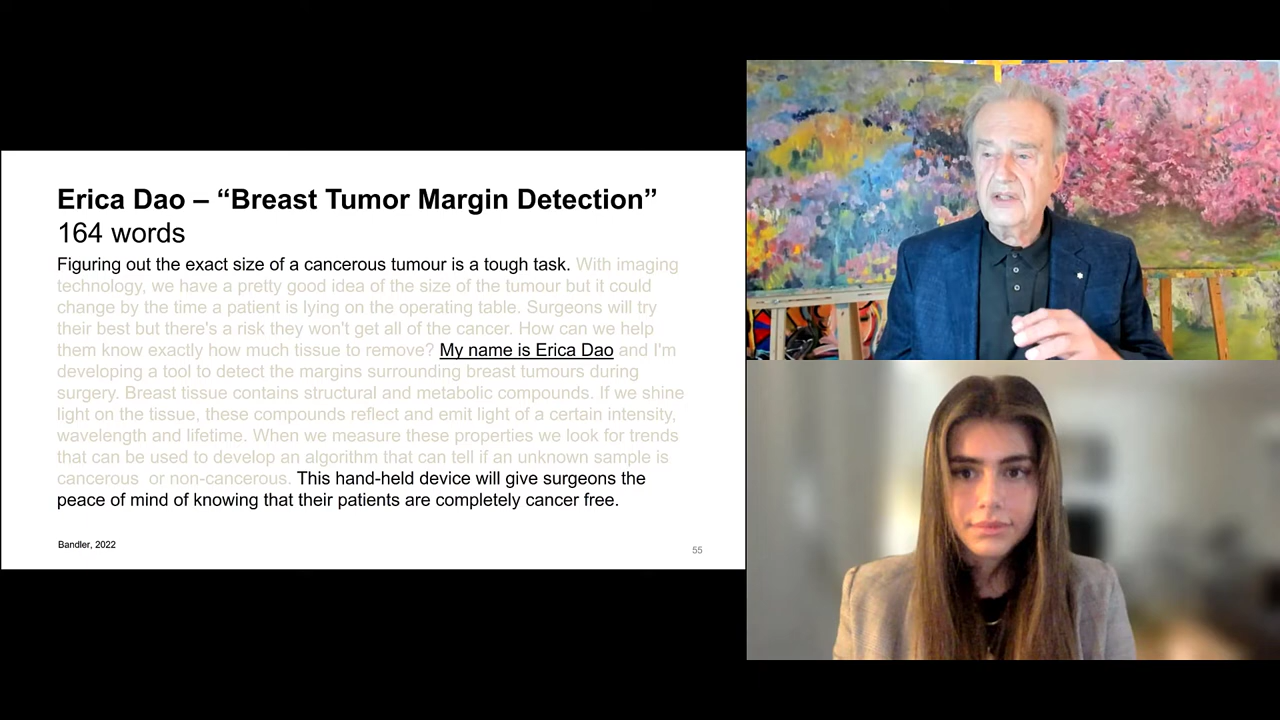 Erica Dao – “Breast Tumor Margin Detection”
164 words
Figuring out the exact size of a cancerous tumour is a tough task. With imaging
technology, we have a pretty good idea of the size of the tumour but it could
change by the time a patient is lying on the operating table. Surgeons will try
their best but there's a risk they won't get all of the cancer. How can we help
them know exactly how much tissue to remove? My name is Erica Dao and I'm
developing a tool to detect the margins surrounding breast tumours during
surgery. Breast tissue contains structural and metabolic compounds. If we shine
light on the tissue, these compounds reflect and emit light of a certain intensity,
wavelength and lifetime. When we measure these properties we look for trends
that can be used to develop an algorithm that can tell if an unknown sample is
cancerous  or non-cancerous. This hand-held device will give surgeons the
peace of mind of knowing that their patients are completely cancer free.
Bandler, 2022
55